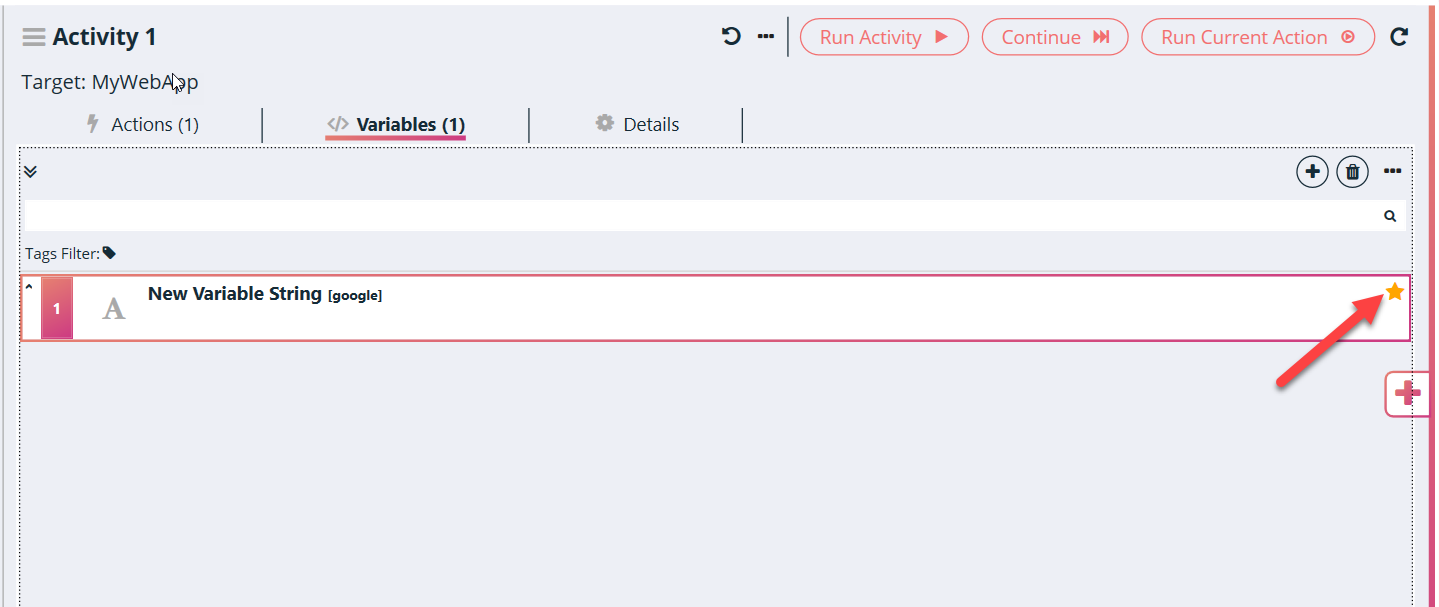 Activity 1
Run Activity
Continue
Run Current Action
Target: MyWebApp
Actions (1)
</> Variables (1)
Details
Tags Filter:
1
A
New Variable String [google]